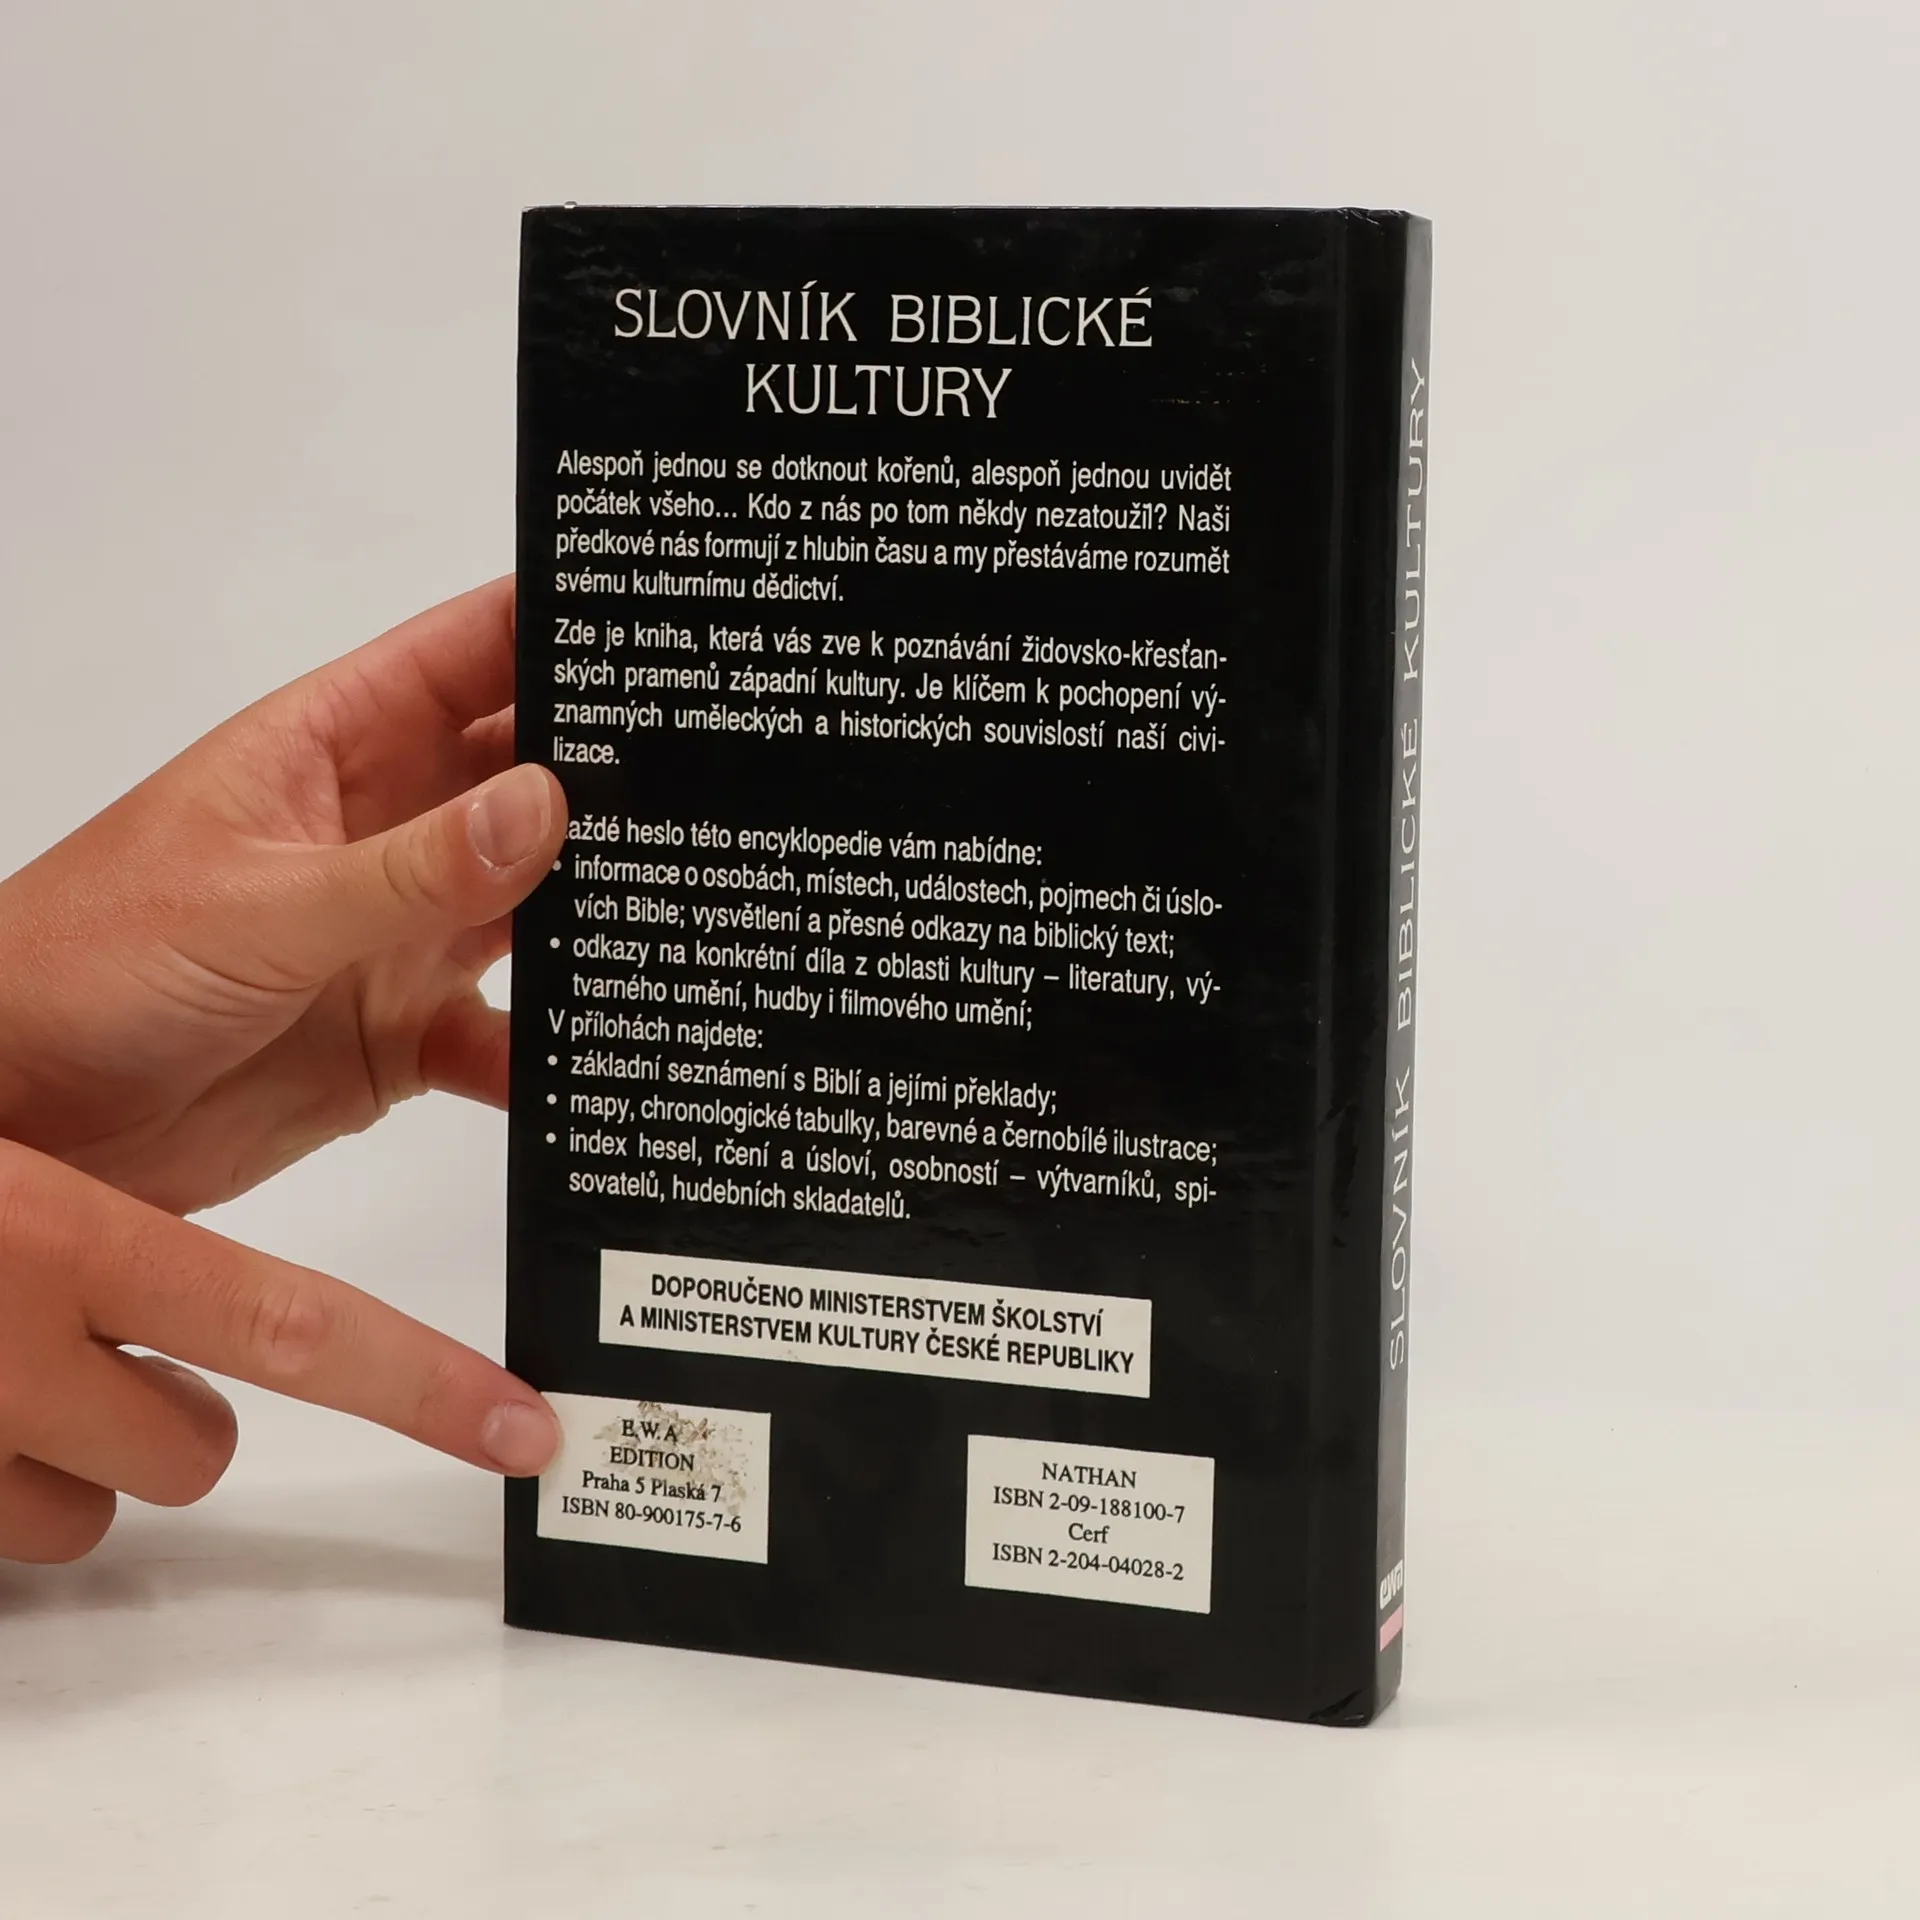 SLOVNÍK BIBLICKÉ
KULTURY
Alespoň jednou se dotknout kořenů, alespoň jednou uvidět
počátek všeho... Kdo z nás po tom někdy nezatoužil? Naši
předkové nás formují z hlubin času a my přestáváme rozumět
svému kulturnímu dědictví.
Zde je kniha, která vás zve k poznávání židovsko-křesťan-
ských pramenů západní kultury. Je klíčem k pochopení vý-
znamných uměleckých a historických souvislostí naší civi-
lizace.
aždé heslo této encyklopedie vám nabídne:
• informace o osobách, místech, událostech, pojmech či úslo-
vích Bible; vysvětlení a přesné odkazy na biblický text;
• odkazy na konkrétní díla z oblasti kultury – literatury, vý-
tvarného umění, hudby i filmového umění;
V přílohách najdete:
• základní seznámení s Biblí a jejími překlady;
• mapy, chronologické tabulky, barevné a černobílé ilustrace;
• index hesel, rčení a úsloví, osobností – výtvarníků, spi-
sovatelů, hudebních skladatelů.
DOPORUČENO MINISTERSTVEM ŠKOLSTVÍ
A MINISTERSTVEM KULTURY ČESKÉ REPUBLIKY
E.W.A
EDITION
Praha 5 Plaská 7
ISBN 80-900175-7-6
NATHAN
ISBN 2-09-188100-7
Cerf
ISBN 2-204-04028-2
SLOVNÍK BIBLICKÉ KULTURY
ewa